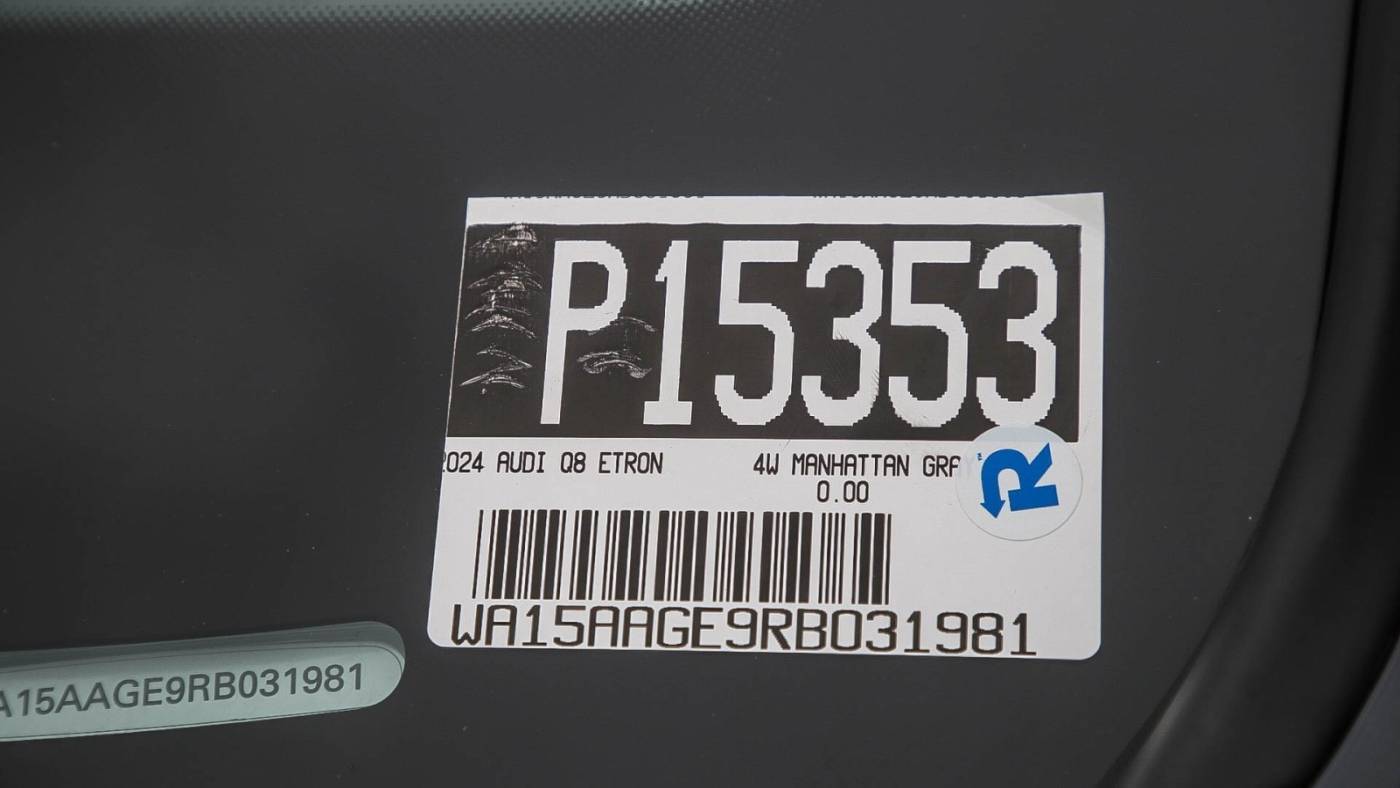 P15353
2024 AUDI Q8 ETRON 4W MANHATTAN GRA
0.00
R
WA15AAGE9RB031981
A15AAGE9RB031981